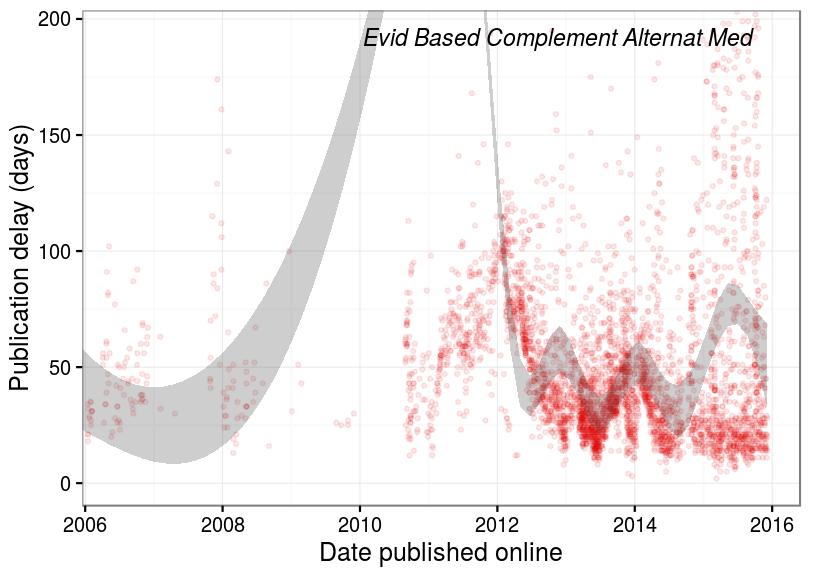 Evid Based Complement Alternat Med
Publication delay (days)
200
150
100
50
0
2006 2008 2010 2012 2014 2016
Date published online